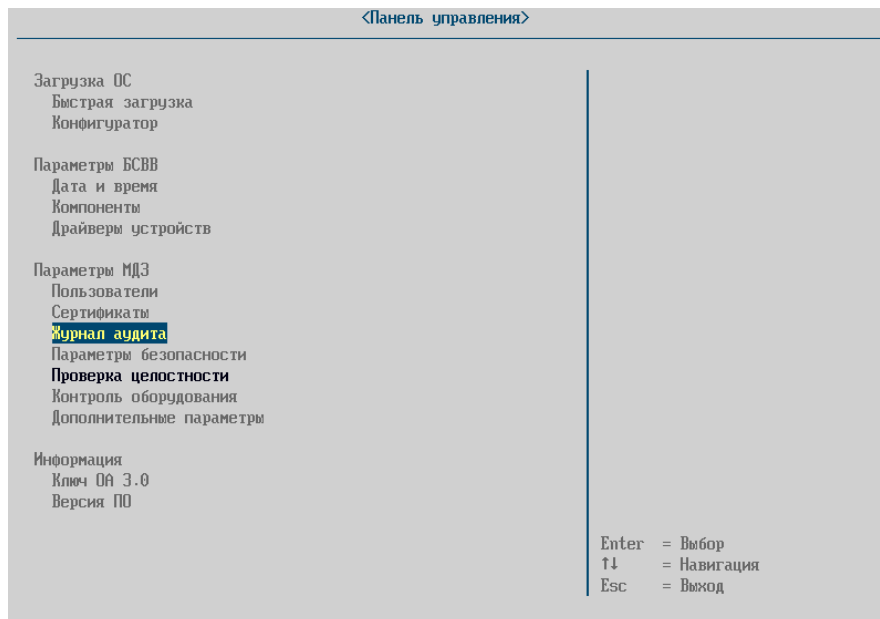 <Панель управления>
Загрузка ОС
Быстрая загрузка
Конфигуратор
Параметры БСВВ
Дата и время
Компоненты
Драйверы устройств
Параметры МДЗ
Пользователи
Сертификаты
Журнал аудита
Параметры безопасности
Проверка целостности
Контроль оборудования
Дополнительные параметры
Информация
Ключ ОА 3.0
Версия ПО
Enter = Выбор
↑↓ = Навигация
Esc = Выход